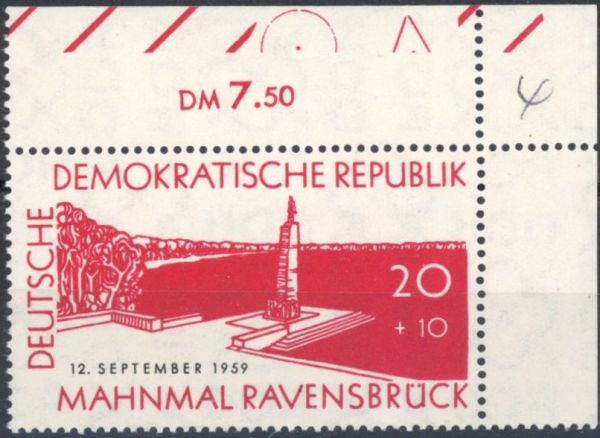 DM 7.50
DEUTSCHE
DEMOKRATISCHE REPUBLIK
20
+ 10
12. SEPTEMBER 1959
MAHNMAL RAVENSBRÜCK